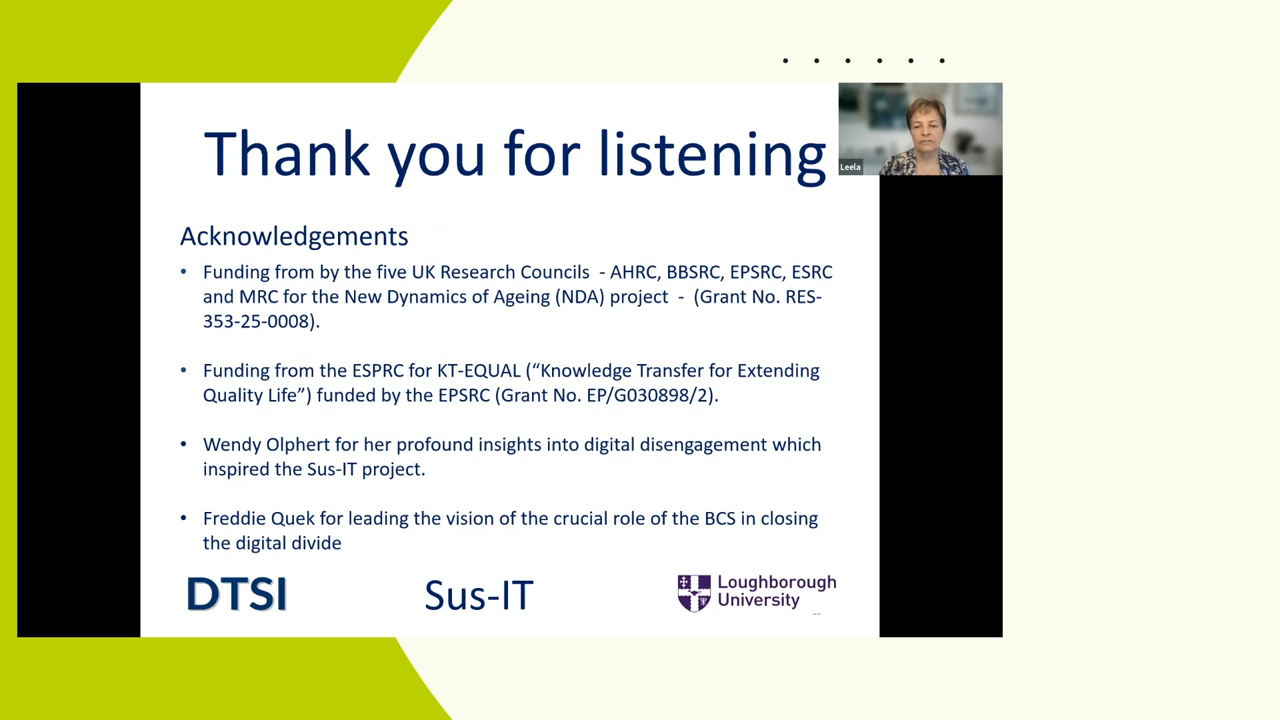 Thank you for listening
Leela
Acknowledgements
• Funding from by the five UK Research Councils - AHRC, BBSRC, EPSRC, ESRC
and MRC for the New Dynamics of Ageing (NDA) project - (Grant No. RES-
353-25-0008).
• Funding from the ESPRC for KT-EQUAL (“Knowledge Transfer for Extending
Quality Life”) funded by the EPSRC (Grant No. EP/G030898/2).
• Wendy Olphert for her profound insights into digital disengagement which
inspired the Sus-IT project.
• Freddie Quek for leading the vision of the crucial role of the BCS in closing
the digital divide
DTSI
Sus-IT
Loughborough
University